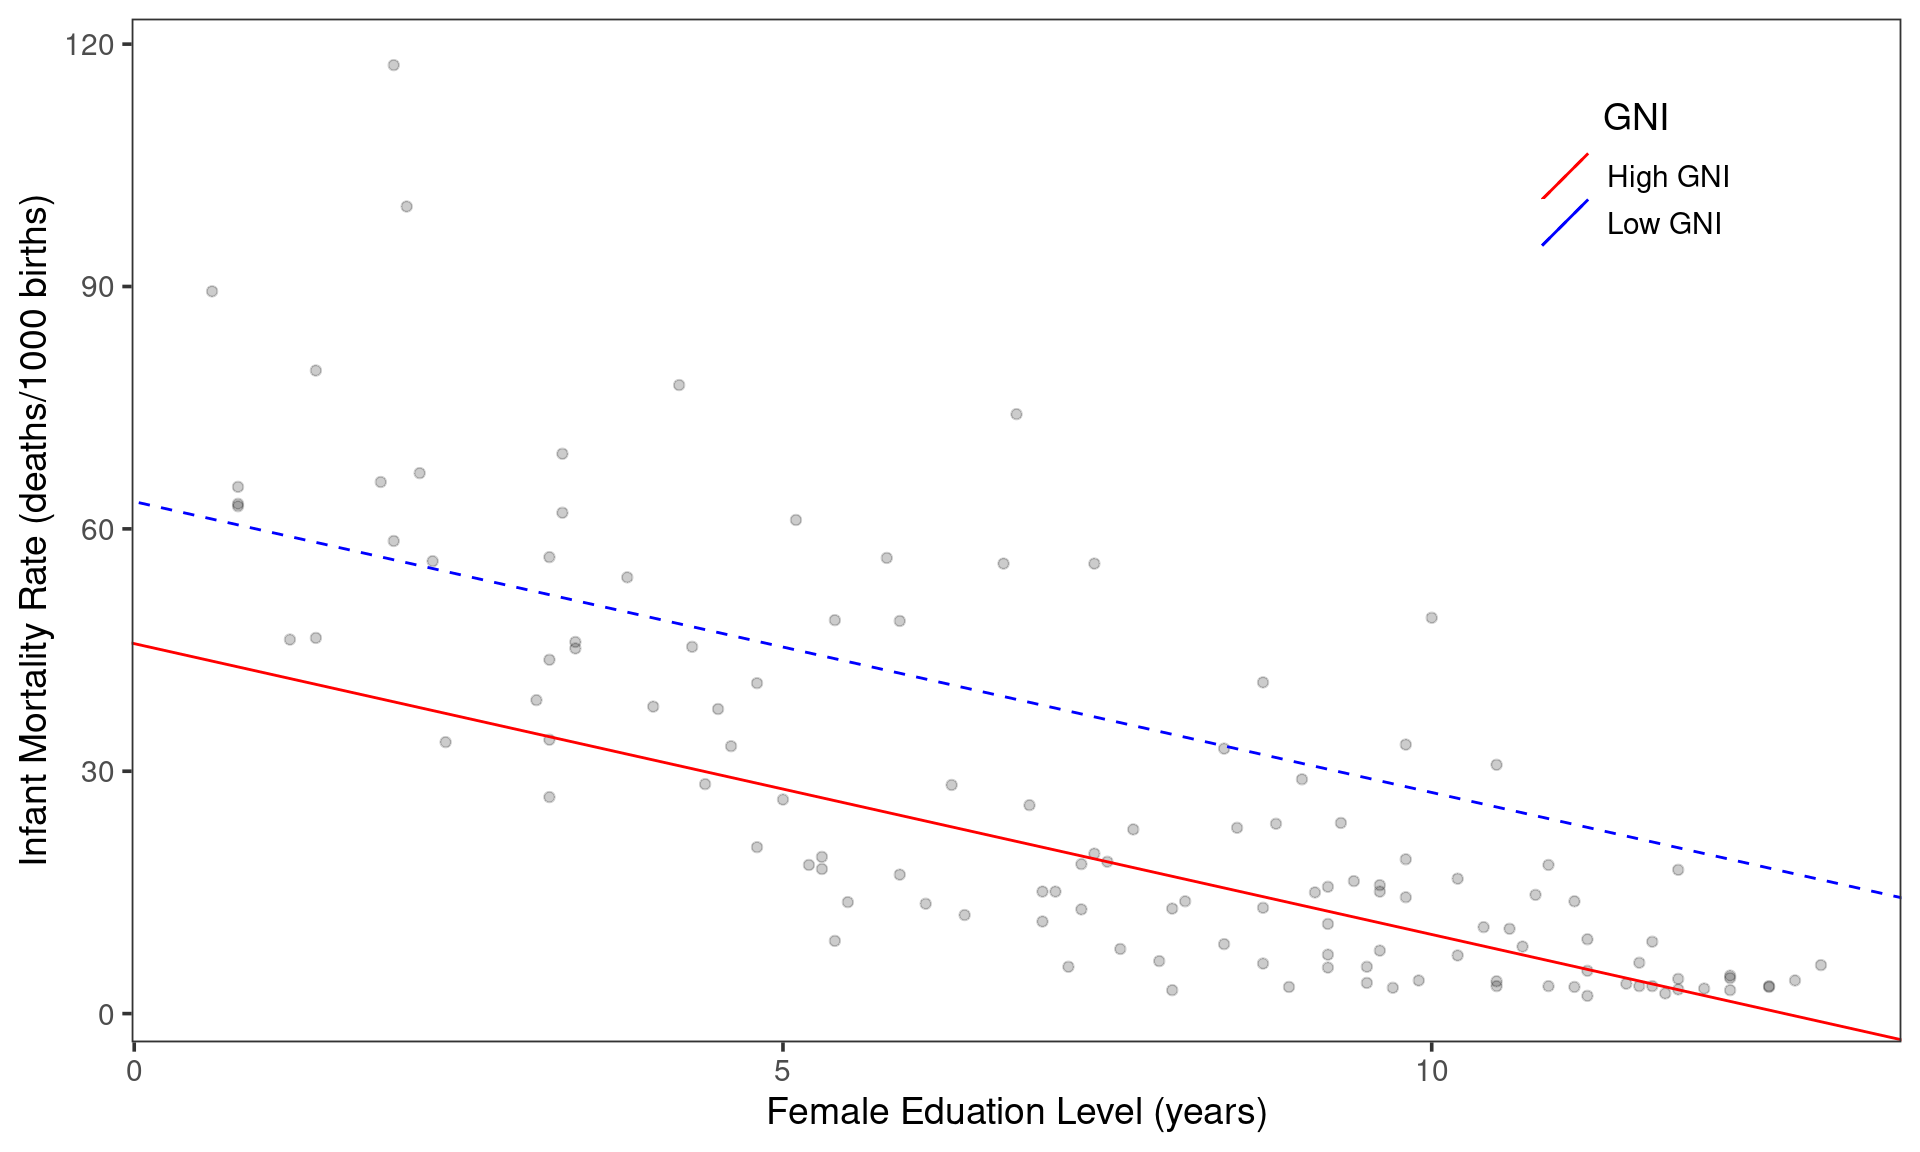 120
90
60
30
0
0
5
10
Infant Mortality Rate (deaths/1000 births)
Female Eduation Level (years)
GNI
High GNI
Low GNI